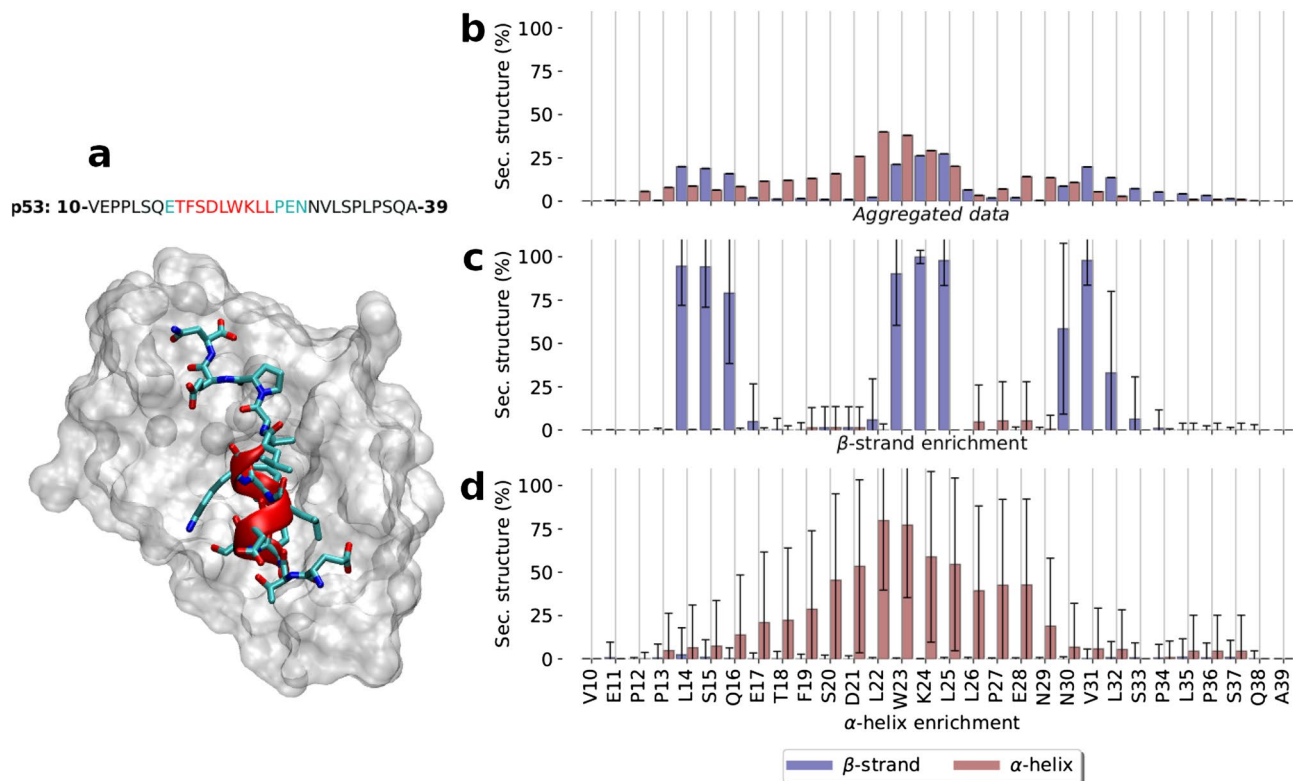 a
p53: 10-VEPPLSQETFSDLWKLLPENNVLSPLPSQA-39
b
Sec. structure (%)
100
75
50
25
0
Aggregated data
c
Sec. structure (%)
100
75
50
25
0
β-strand enrichment
d
Sec. structure (%)
100
75
50
25
0
V10 E11 P12 P13 L14 S15 Q16 E17 T18 F19 S20 D21 L22 W23 K24 L25 L26 P27 E28 N29 N30 V31 L32 S33 P34 L35 P36 S37 Q38 A39
α-helix enrichment
β-strand α-helix